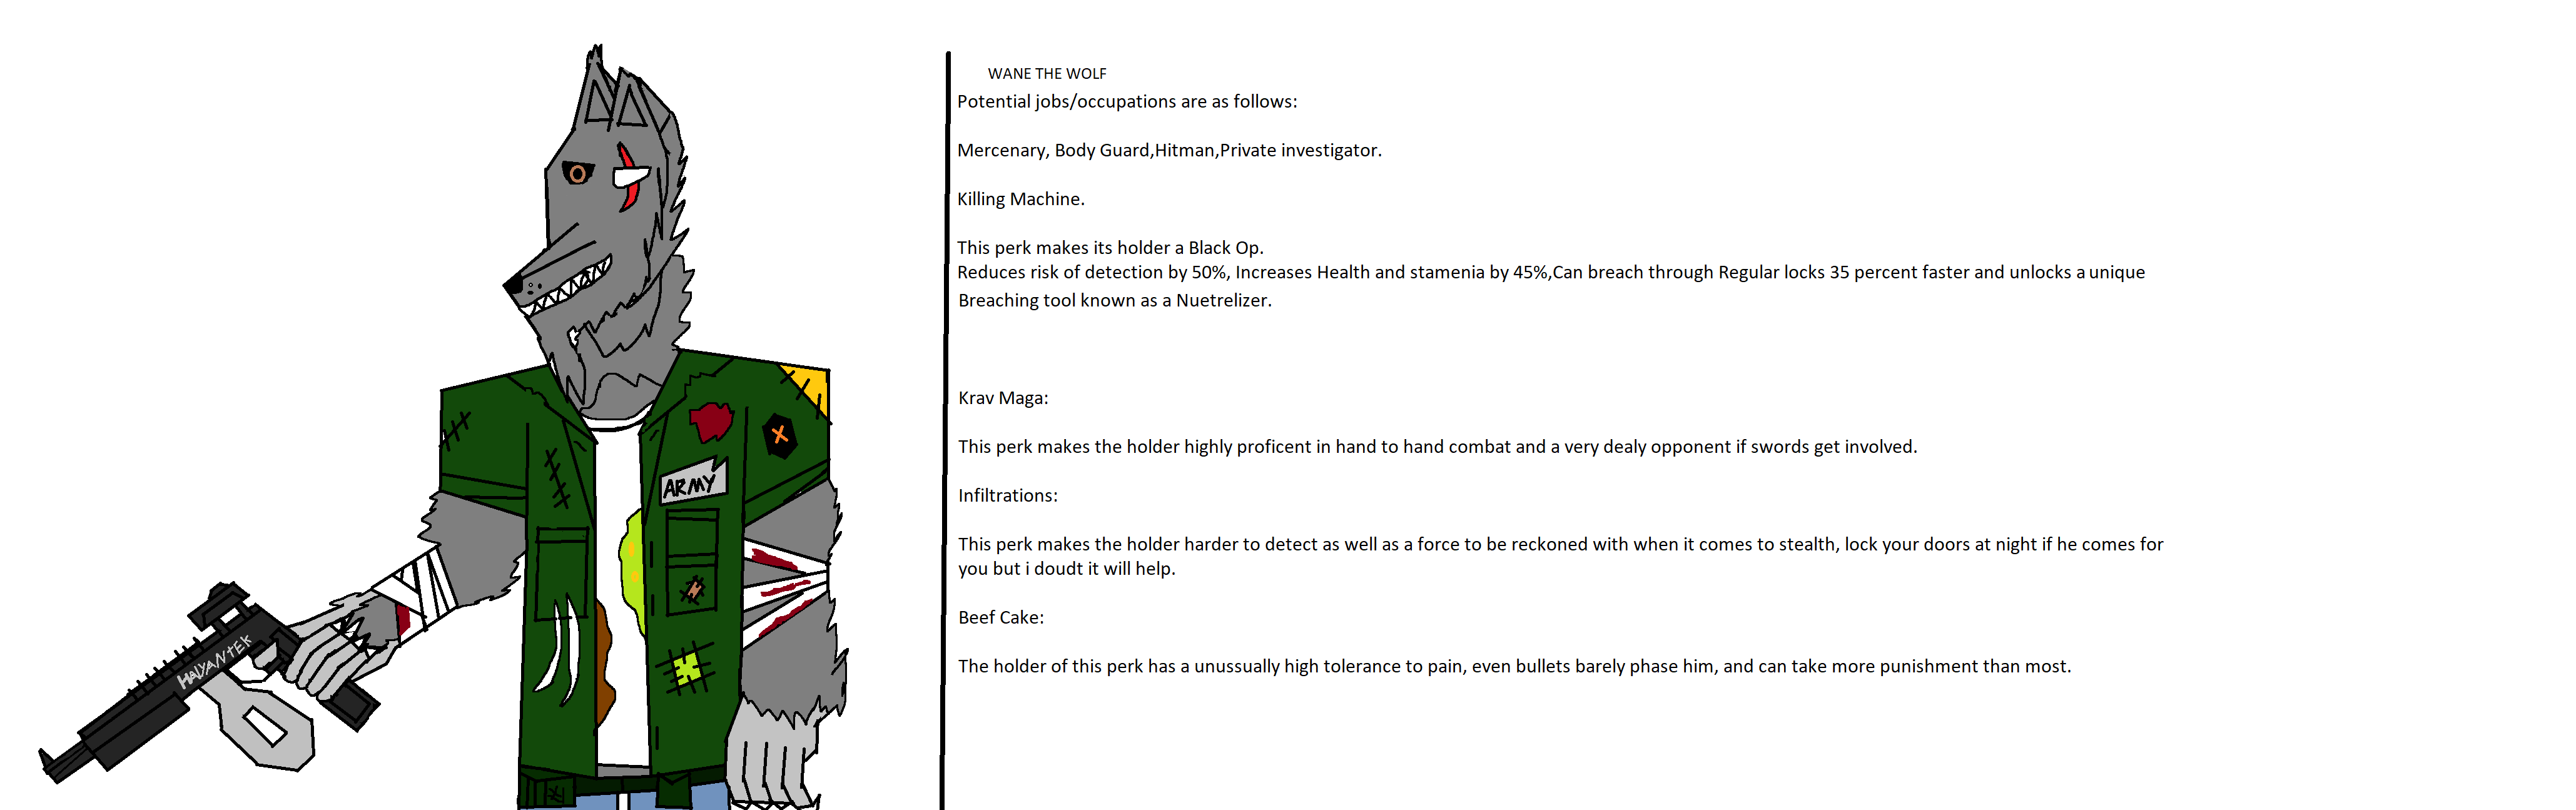 WANE THE WOLF
Potential jobs/occupations are as follows:
Mercenary, Body Guard,Hitman,Private investigator.
Killing Machine.
This perk makes its holder a Black Op.
Reduces risk of detection by 50%, Increases Health and stamenia by 45%,Can breach through Regular locks 35 percent faster and unlocks a unique
Breaching tool known as a Nuetrelizer.
Krav Maga:
This perk makes the holder highly proficent in hand to hand combat and a very dealy opponent if swords get involved.
Infiltrations:
This perk makes the holder harder to detect as well as a force to be reckoned with when it comes to stealth, lock your doors at night if he comes for
you but i doudt it will help.
Beef Cake:
The holder of this perk has a unussually high tolerance to pain, even bullets barely phase him, and can take more punishment than most.
ARMY
HALYANTEK